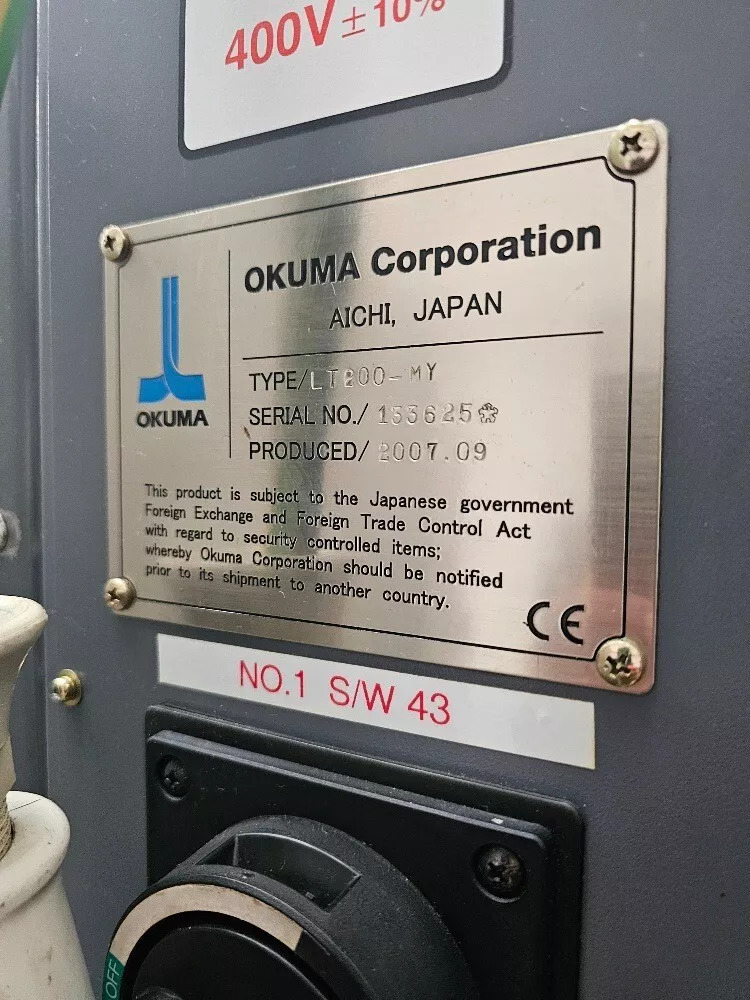 400V±10%
OKUMA Corporation
AICHI, JAPAN
OKUMA
TYPE/LT200-MY
SERIAL NO./ 133625
PRODUCED/ 2007.09
This product is subject to the Japanese government
Foreign Exchange and Foreign Trade Control Act
with regard to security controlled items;
whereby Okuma Corporation should be notified
prior to its shipment to another country.
CE
NO.1 S/W 43
OFF